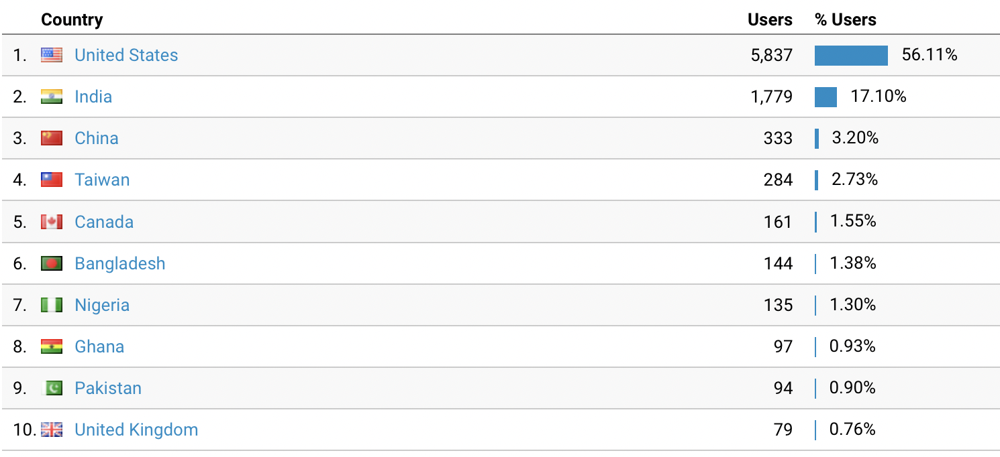 Country Users % Users
1. United States 5,837 56.11%
2. India 1,779 17.10%
3. China 333 3.20%
4. Taiwan 284 2.73%
5. Canada 161 1.55%
6. Bangladesh 144 1.38%
7. Nigeria 135 1.30%
8. Ghana 97 0.93%
9. Pakistan 94 0.90%
10. United Kingdom 79 0.76%